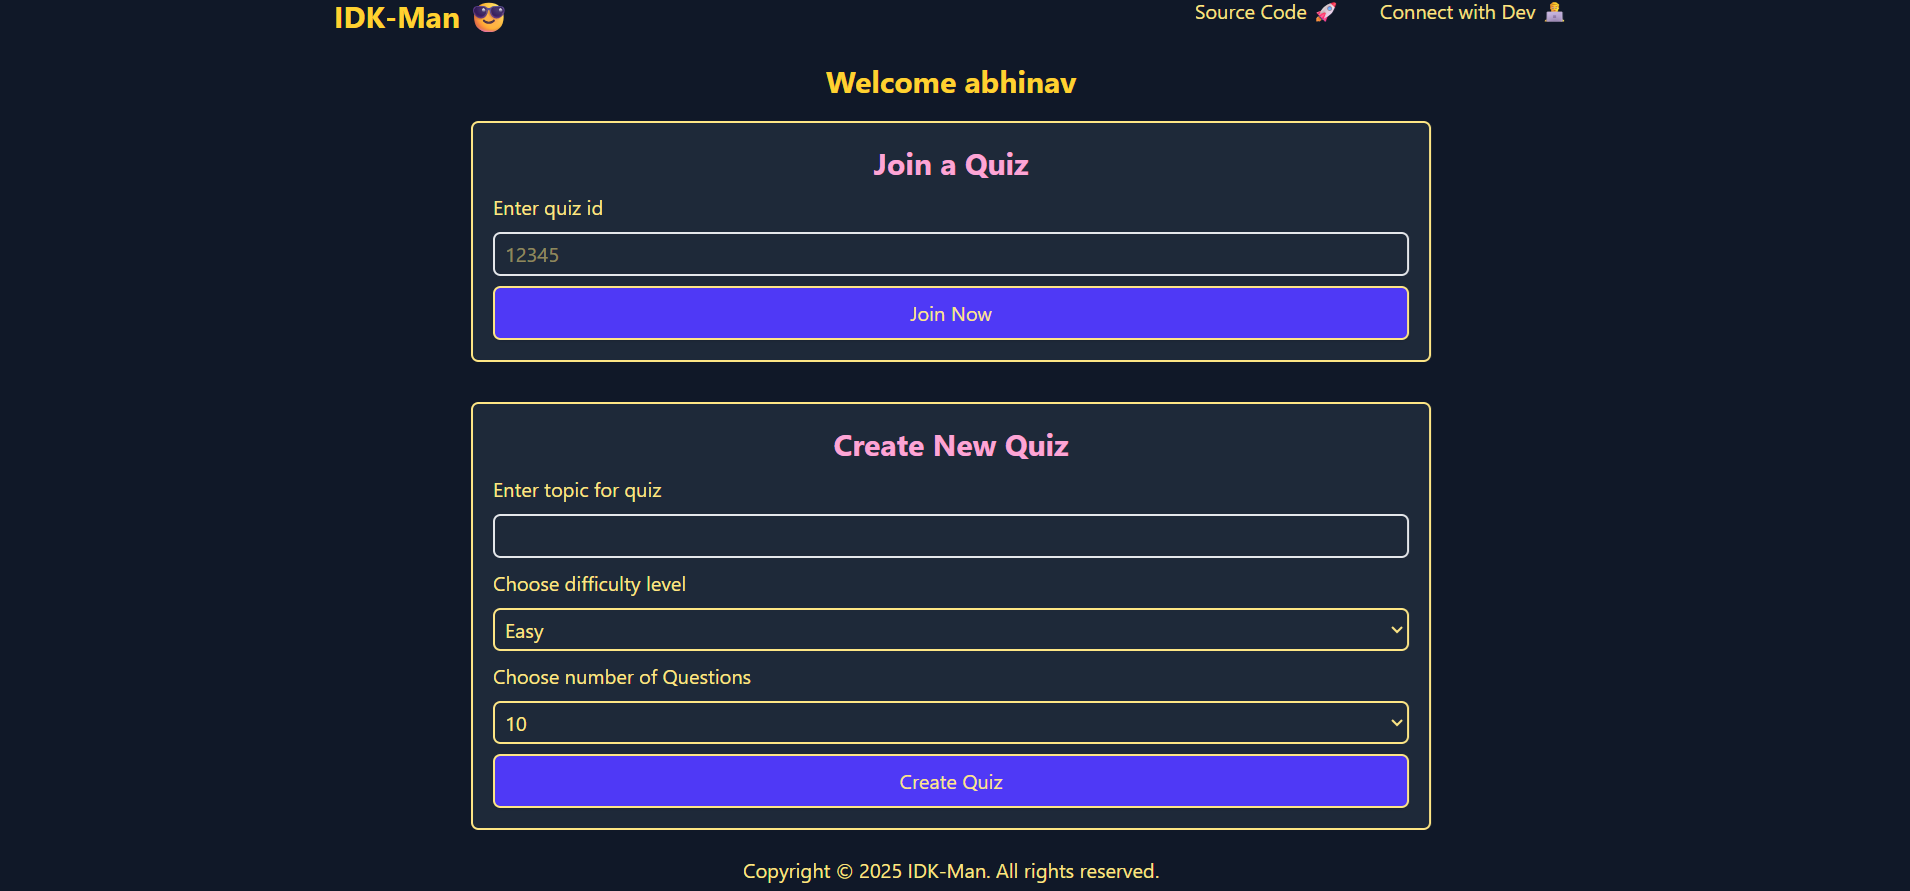 IDK-Man 😎
Source Code 🚀 Connect with Dev 🧑‍💻
Welcome abhinav
Join a Quiz
Enter quiz id
12345
Join Now
Create New Quiz
Enter topic for quiz
Choose difficulty level
Easy
Choose number of Questions
10
Create Quiz
Copyright © 2025 IDK-Man. All rights reserved.